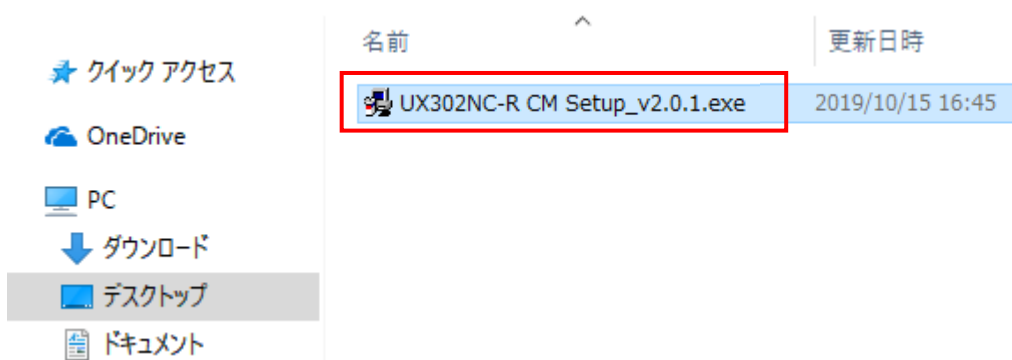 クイック アクセス
OneDrive
PC
ダウンロード
デスクトップ
ドキュメント
名前 更新日時
UX302NC-R CM Setup_v2.0.1.exe 2019/10/15 16:45